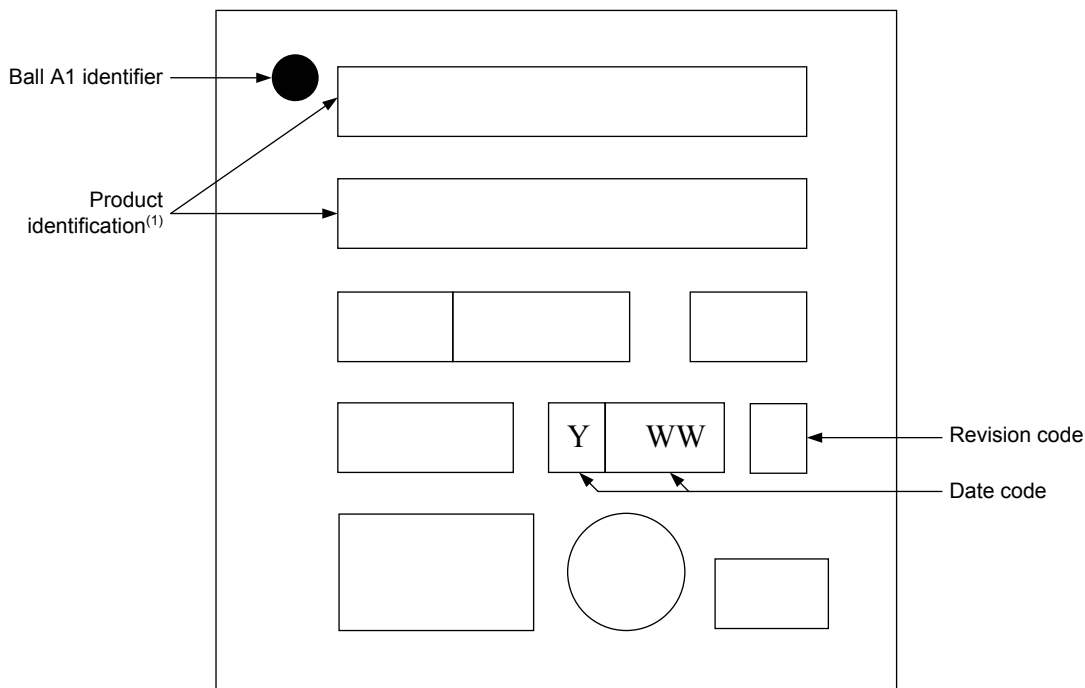 Ball A1 identifier
Product
identification(1)
Y WW
Revision code
Date code